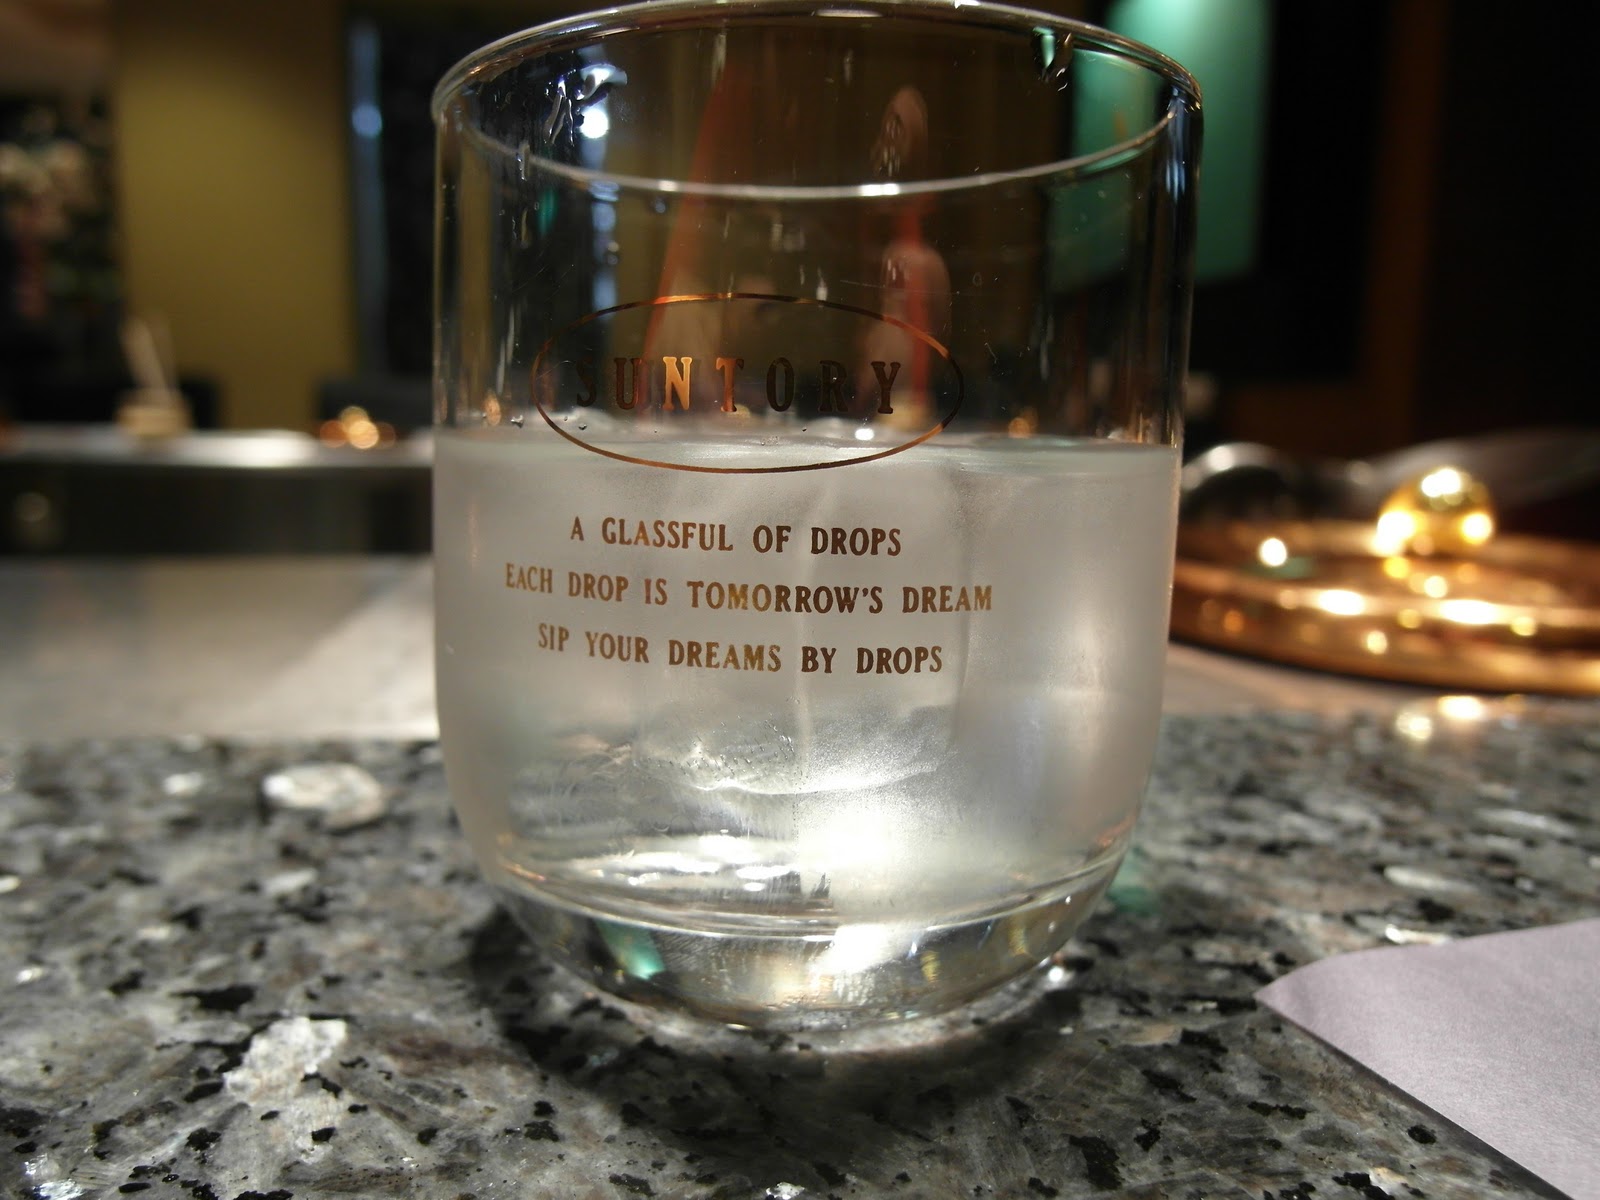 SUNTORY
A GLASSFUL OF DROPS
EACH DROP IS TOMORROW'S DREAM
SIP YOUR DREAMS BY DROPS